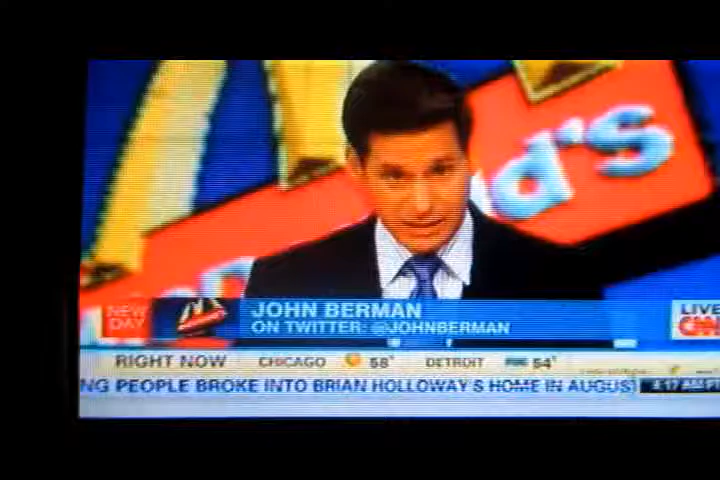 d's
NEW
DAY
JOHN BERMAN
ON TWITTER: @JOHNBERMAN
LIVE
CNN
RIGHT NOW CHICAGO 58° DETROIT 54°
NG PEOPLE BROKE INTO BRIAN HOLLOWAY'S HOME IN AUGUST